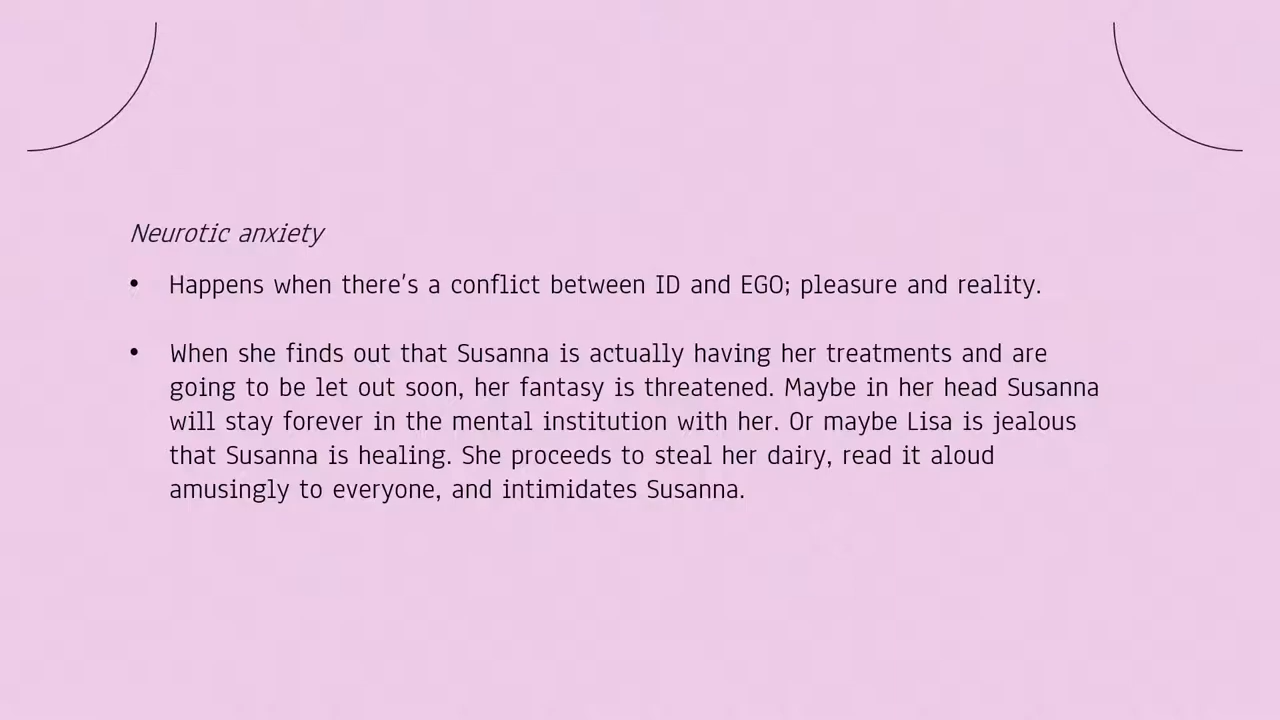 Neurotic anxiety
• Happens when there's a conflict between ID and EGO; pleasure and reality.
• When she finds out that Susanna is actually having her treatments and are
going to be let out soon, her fantasy is threatened. Maybe in her head Susanna
will stay forever in the mental institution with her. Or maybe Lisa is jealous
that Susanna is healing. She proceeds to steal her dairy, read it aloud
amusingly to everyone, and intimidates Susanna.